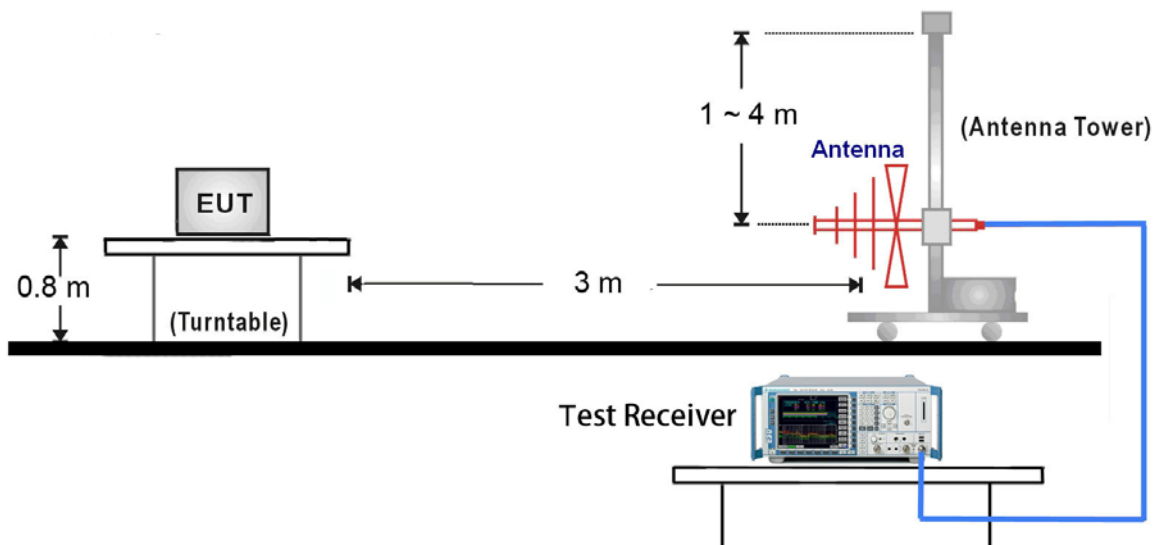 1 ~ 4 m
(Antenna Tower)
Antenna
EUT
0.8 m
3 m
(Turntable)
Test Receiver